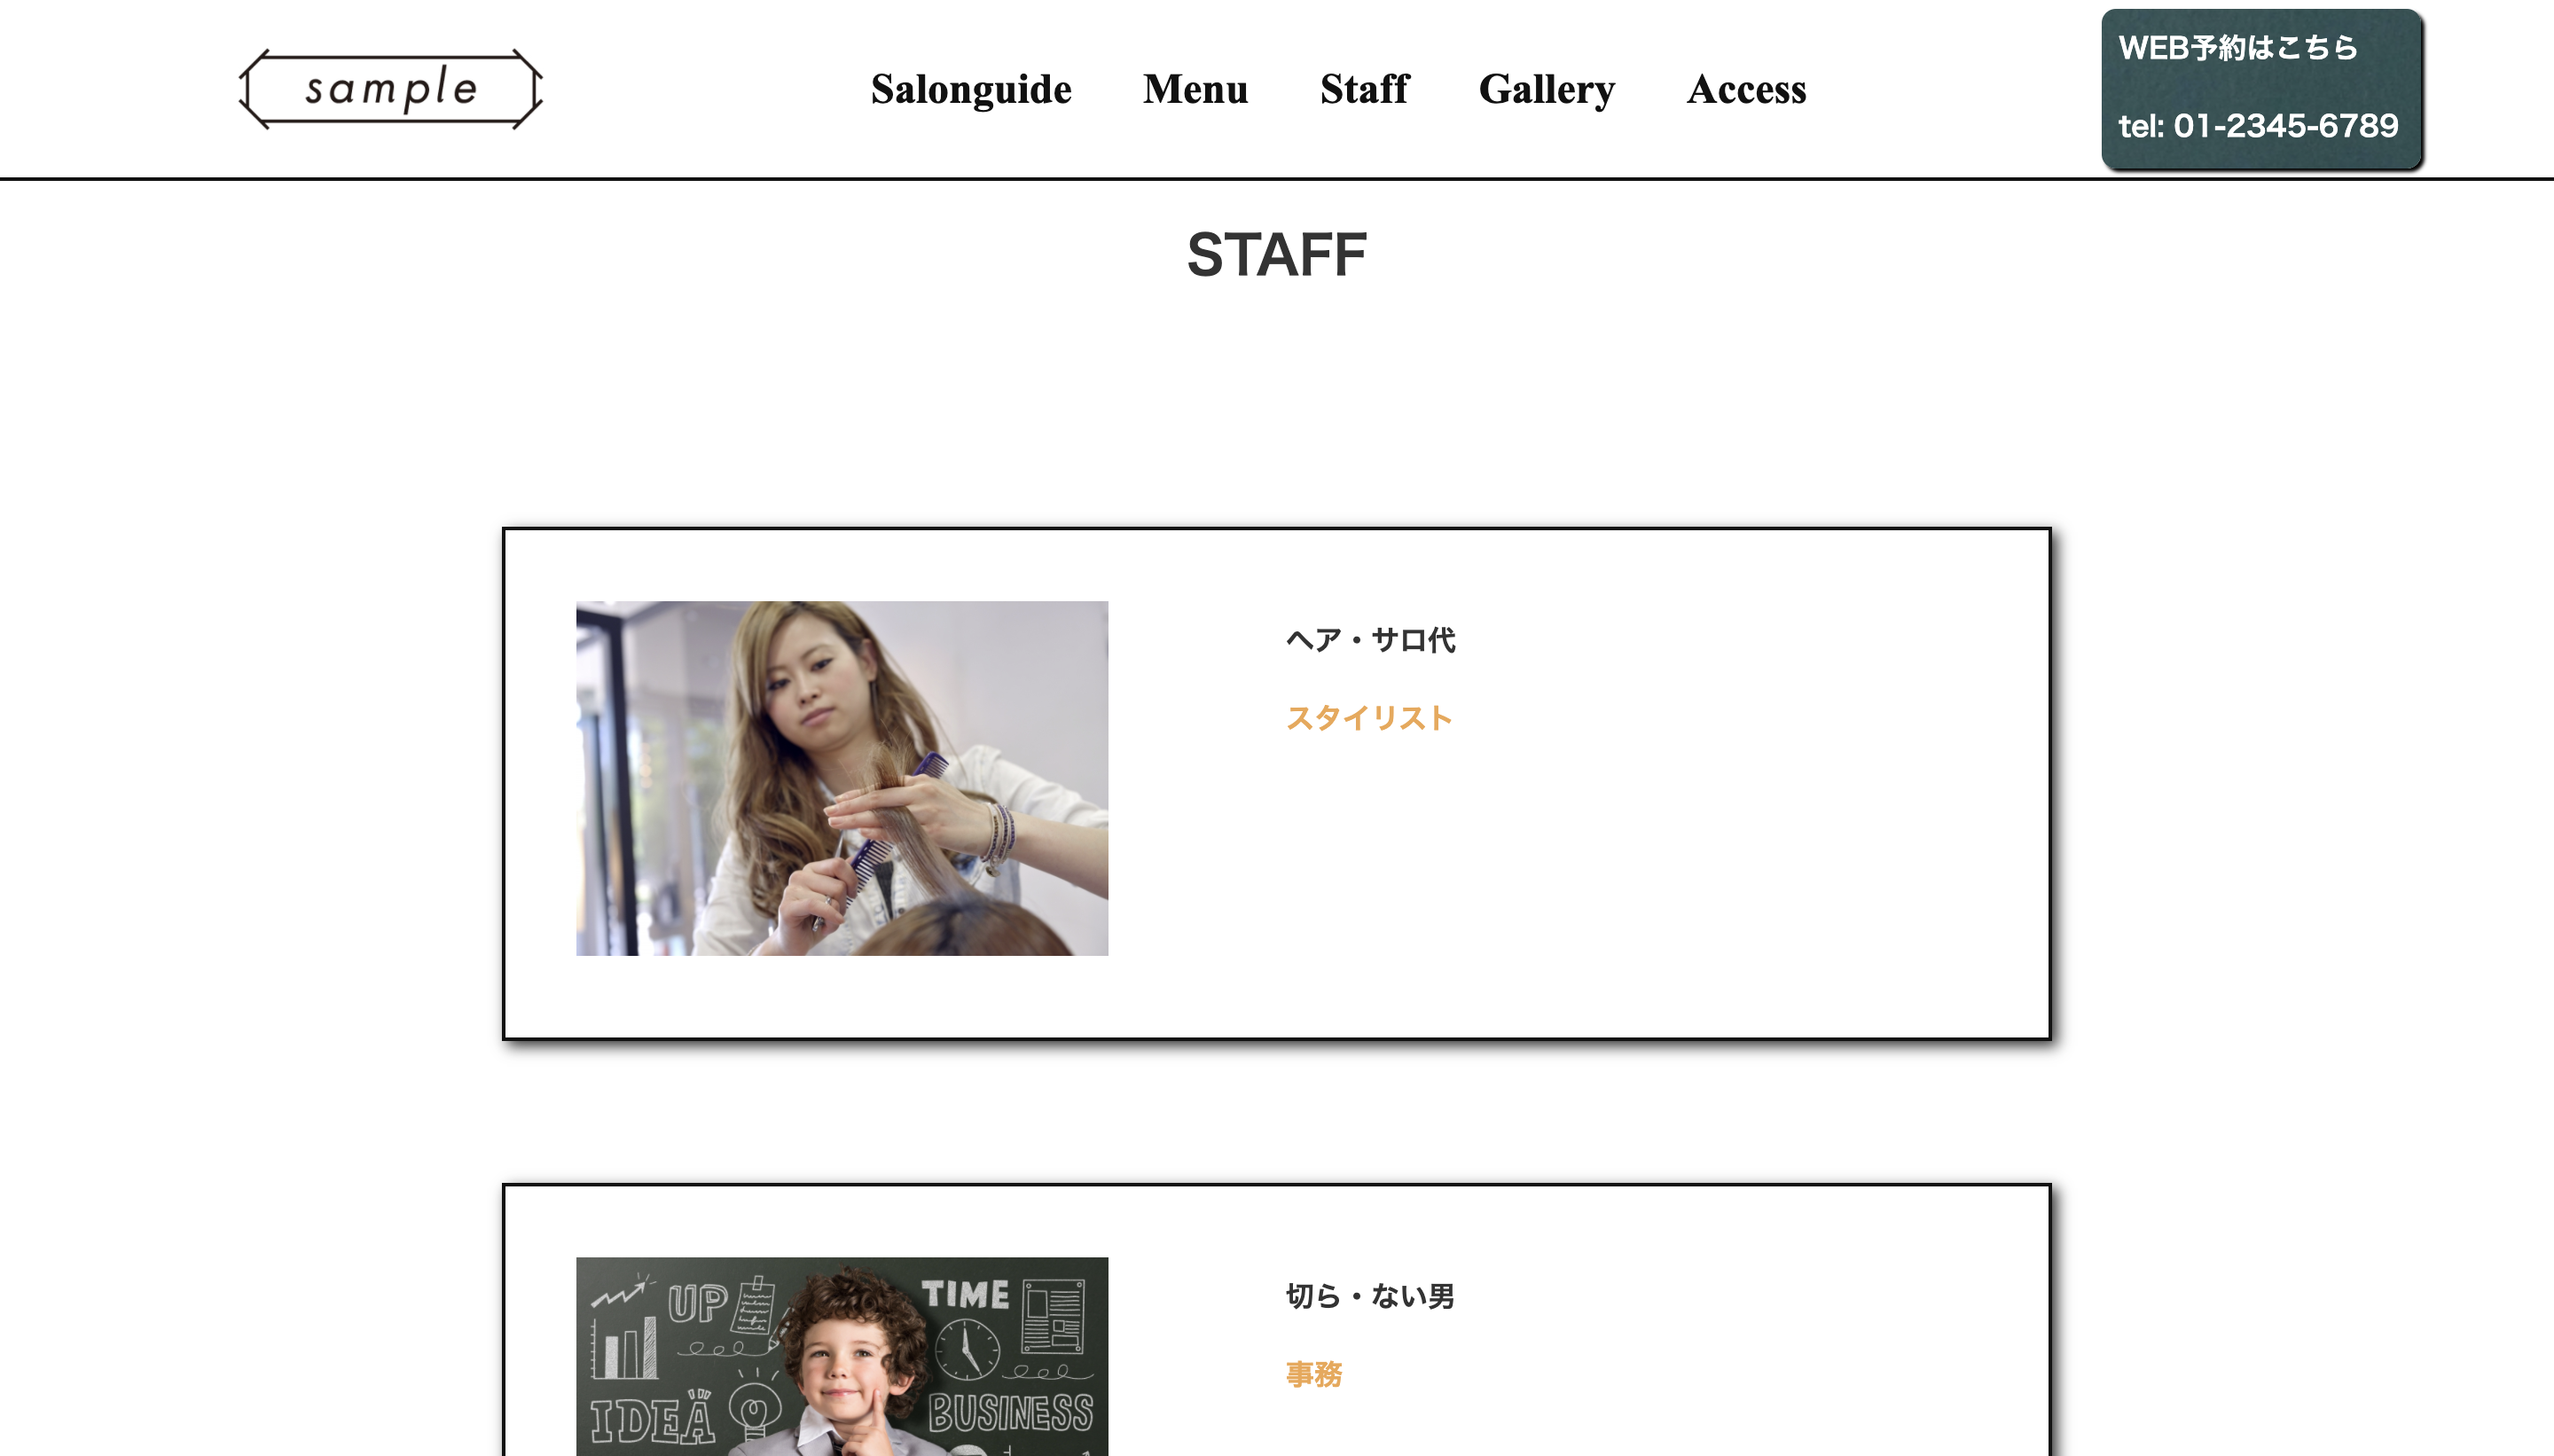 sample
Salonguide Menu Staff Gallery Access
WEB予約はこちら
tel: 01-2345-6789
STAFF
ヘア・サロ代
スタイリスト
切ら・ない男
事務
UP
TIME
IDEA
BUSINESS